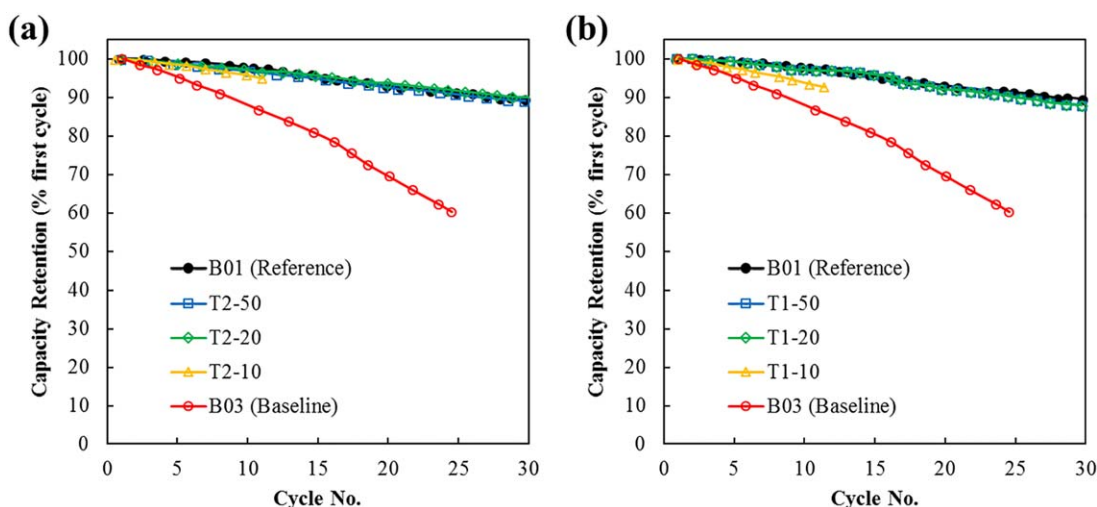 (a)
Capacity Retention (% first cycle)
100
90
80
70
60
50
40
30
20
10
0
B01 (Reference)
T2-50
T2-20
T2-10
B03 (Baseline)
0 5 10 15 20 25 30
Cycle No.
(b)
Capacity Retention (% first cycle)
100
90
80
70
60
50
40
30
20
10
0
B01 (Reference)
T1-50
T1-20
T1-10
B03 (Baseline)
0 5 10 15 20 25 30
Cycle No.